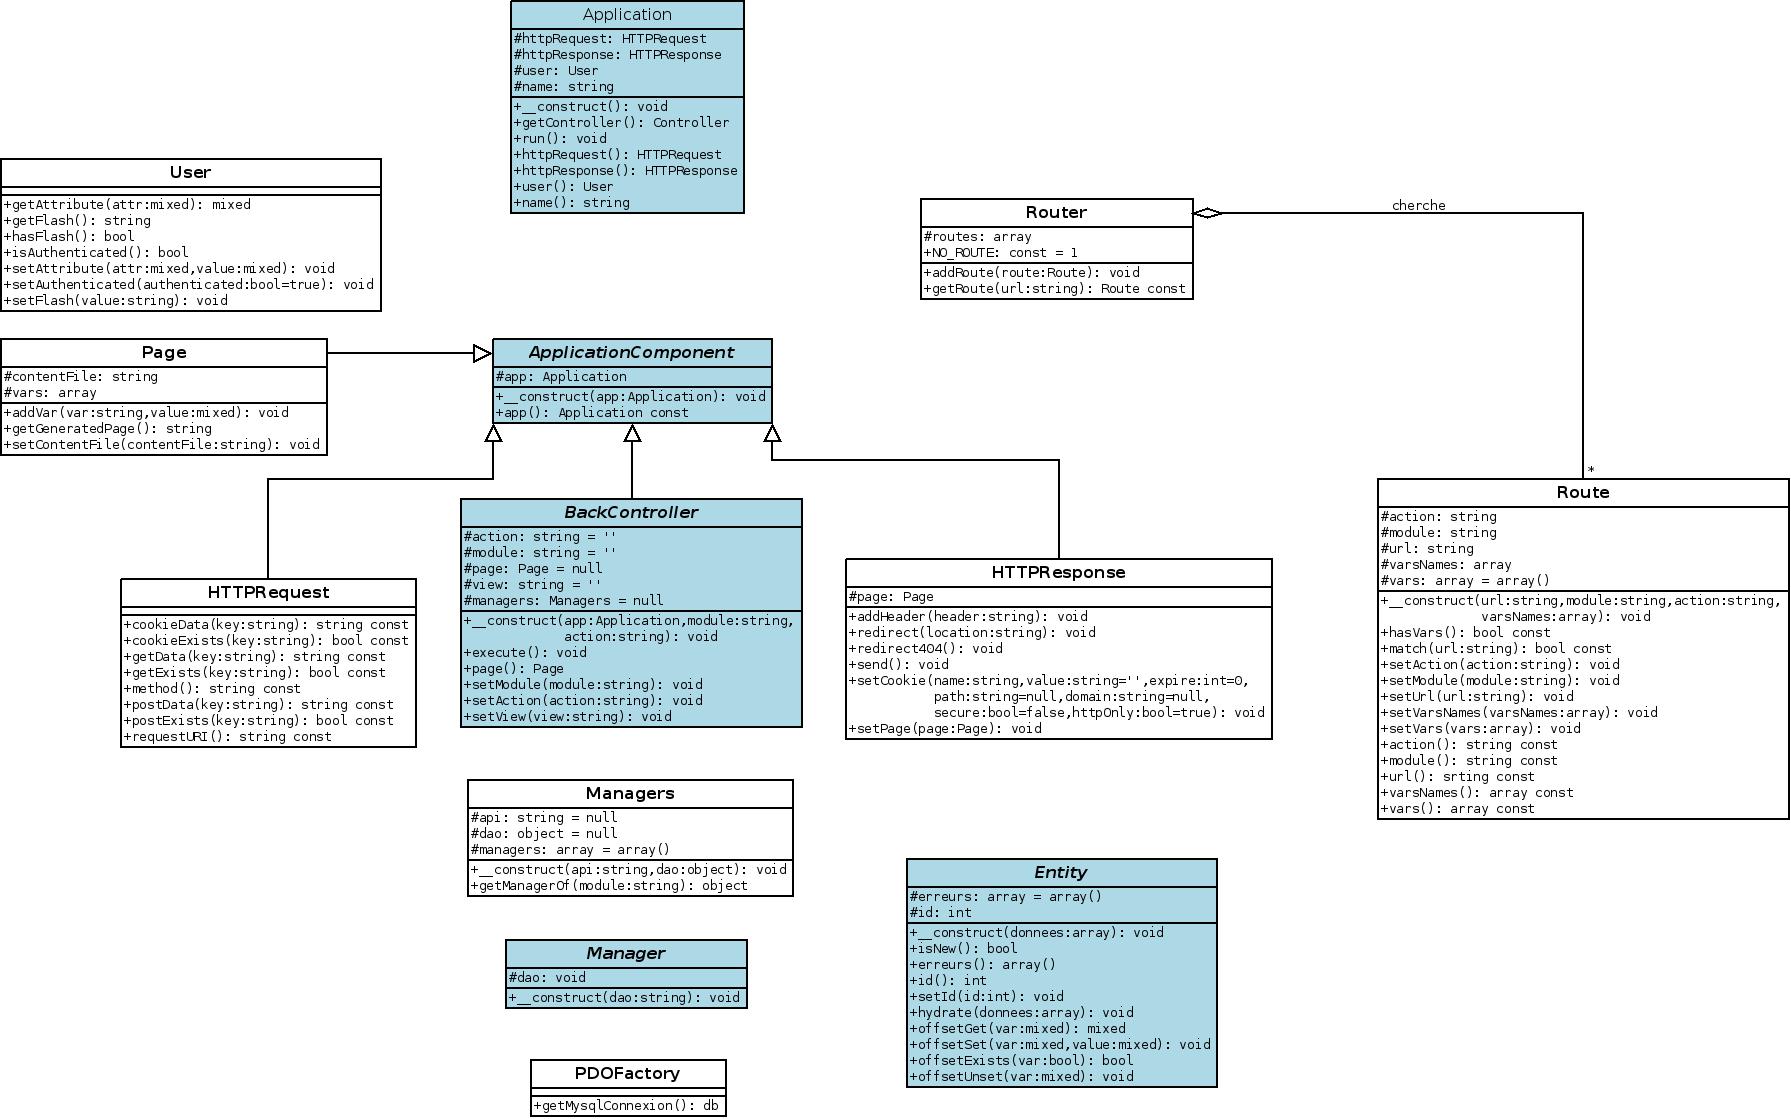 Application
#httpRequest: HTTPRequest
#httpResponse: HTTPResponse
#user: User
#name: string
+__construct(): void
+getController(): Controller
+run(): void
+httpRequest(): HTTPRequest
+httpResponse(): HTTPResponse
+user(): User
+name(): string
User
+getAttribute(attr:mixed): mixed
+getFlash(): string
+hasFlash(): bool
+isAuthenticated(): bool
+setAttribute(attr:mixed,value:mixed): void
+setAuthenticated(authenticated:bool=true): void
+setFlash(value:string): void
Router
#routes: array
+NO_ROUTE: const = 1
+addRoute(route:Route): void
+getRoute(url:string): Route const
cherche
*
Page
#contentFile: string
#vars: array
+addVar(var:string,value:mixed): void
+getGeneratedPage(): string
+setContentFile(contentFile:string): void
ApplicationComponent
#app: Application
+__construct(app:Application): void
+app(): Application const
Route
#action: string
#module: string
#url: string
#varsNames: array
#vars: array = array()
+__construct(url:string,module:string,action:string,
varsNames:array): void
+hasVars(): bool const
+match(url:string): bool const
+setAction(action:string): void
+setModule(module:string): void
+setUrl(url:string): void
+setVarsNames(varsNames:array): void
+setVars(vars:array): void
+action(): string const
+module(): string const
+url(): srting const
+varsNames(): array const
+vars(): array const
HTTPRequest
+cookieData(key:string): string const
+cookieExists(key:string): bool const
+getData(key:string): string const
+getExists(key:string): bool const
+method(): string const
+postData(key:string): string const
+postExists(key:string): bool const
+requestURI(): string const
BackController
#action: string = ''
#module: string = ''
#page: Page = null
#view: string = ''
#managers: Managers = null
+__construct(app:Application,module:string,
action:string): void
+execute(): void
+page(): Page
+setModule(module:string): void
+setAction(action:string): void
+setView(view:string): void
HTTPResponse
#page: Page
+addHeader(header:string): void
+redirect(location:string): void
+redirect404(): void
+send(): void
+setCookie(name:string,value:string='',expire:int=0,
path:string=null,domain:string=null,
secure:bool=false,httpOnly:bool=true): void
+setPage(page:Page): void
Managers
#api: string = null
#dao: object = null
#managers: array = array()
+__construct(api:string,dao:object): void
+getManagerOf(module:string): object
Entity
#erreurs: array = array()
#id: int
+__construct(donnees:array): void
+isNew(): bool
+erreurs(): array()
+id(): int
+setId(id:int): void
+hydrate(donnees:array): void
+offsetGet(var:mixed): mixed
+offsetSet(var:mixed,value:mixed): void
+offsetExists(var:bool): bool
+offsetUnset(var:mixed): void
Manager
#dao: void
+__construct(dao:string): void
PDOFactory
+getMysqlConnexion(): db